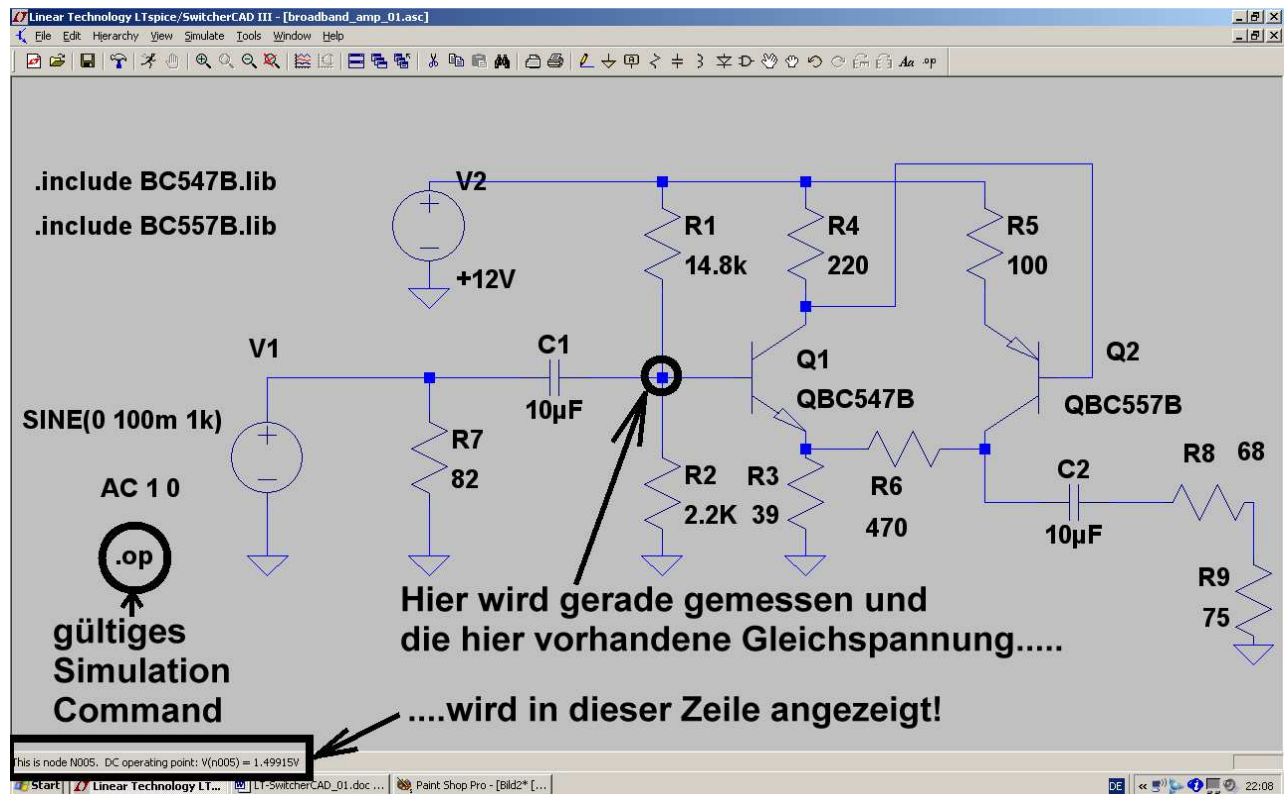 Linear Technology LTspice/SwitcherCAD III - [broadband_amp_01.asc]
File Edit Hierarchy View Simulate Tools Window Help
Aa .op
.include BC547B.lib
.include BC557B.lib
V2
+12V
R1
14.8k
R4
220
R5
100
V1
SINE(0 100m 1k)
AC 1 0
C1
10µF
Q1
QBC547B
Q2
QBC557B
R7
82
R2
2.2K
R3
39
R6
470
C2
10µF
R8 68
R9
75
.op
gültiges
Simulation
Command
Hier wird gerade gemessen und
die hier vorhandene Gleichspannung.....
....wird in dieser Zeile angezeigt!
This is node N005. DC operating point: V(n005) = 1.49915V
Start Linear Technology LT... LT-SwitcherCAD_01.doc ... Paint Shop Pro - [Bild2* [... DE 22:08